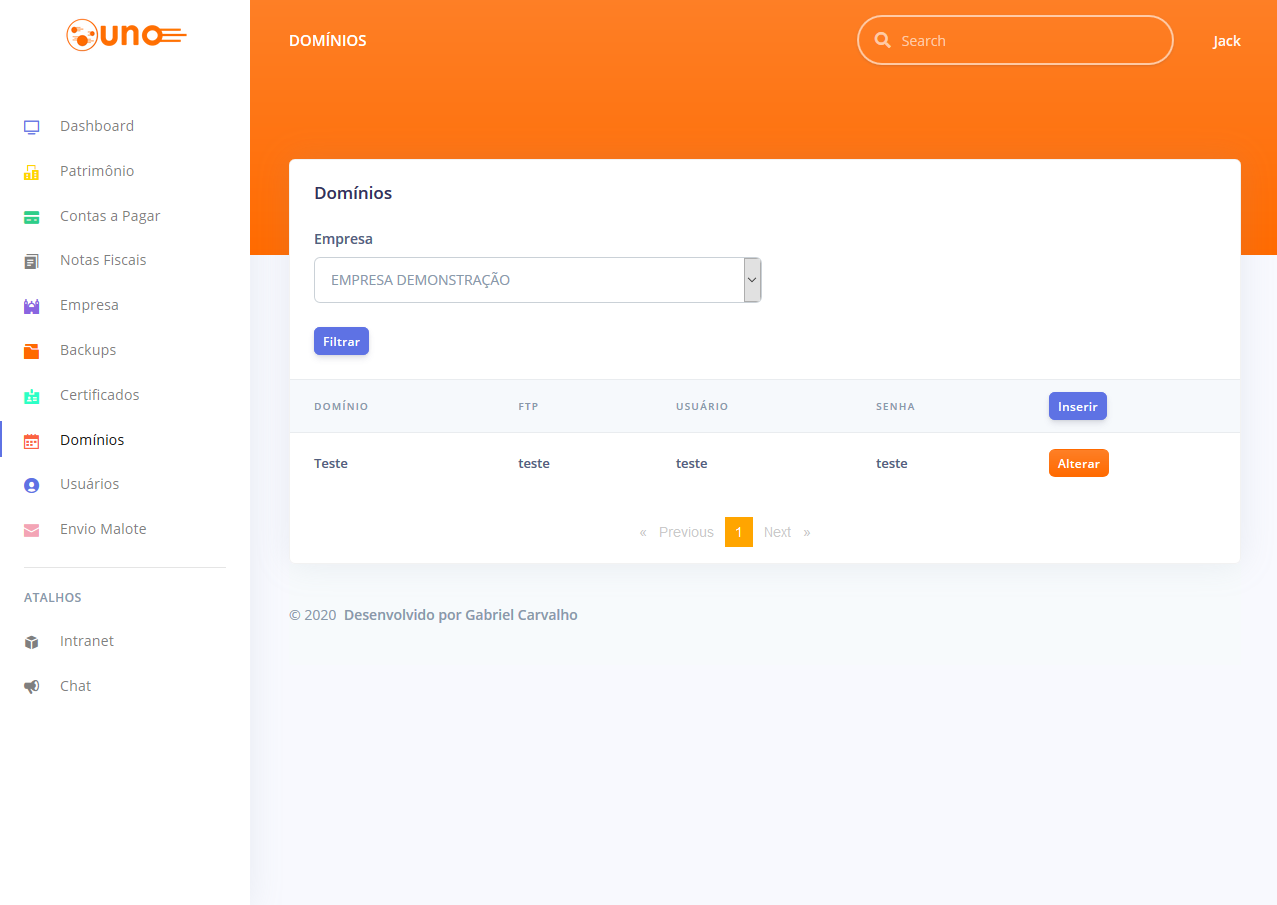 uno
DOMÍNIOS
Search
Jack
Dashboard
Patrimônio
Contas a Pagar
Notas Fiscais
Empresa
Backups
Certificados
Domínios
Usuários
Envio Malote
ATALHOS
Intranet
Chat
Domínios
Empresa
EMPRESA DEMONSTRAÇÃO
Filtrar
DOMÍNIO FTP USUÁRIO SENHA Inserir
Teste teste teste teste Alterar
« Previous 1 Next »
© 2020 Desenvolvido por Gabriel Carvalho